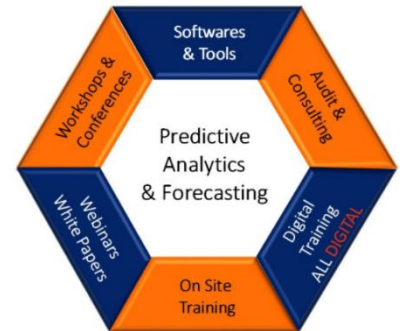 Softwares
& Tools
Audit &
Consulting
Digital
Training
ALL DIGITAL
On Site
Training
Webinars
White Papers
Workshops &
Conferences
Predictive
Analytics
& Forecasting